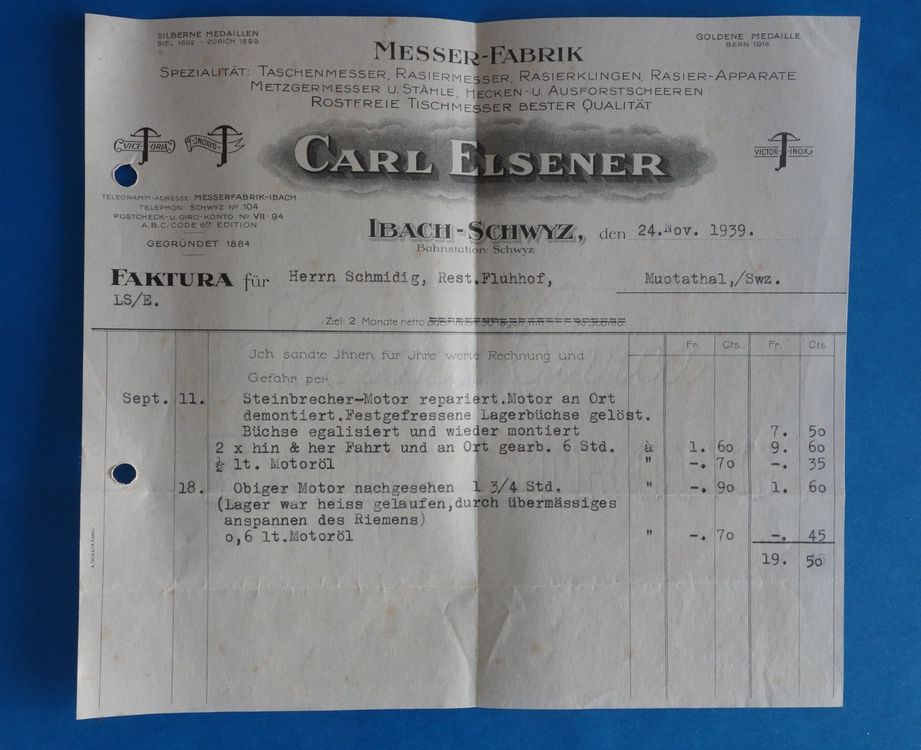 SILBERNE MEDAILLEN
BIEL 1892 - ZÜRICH 1899
GOLDENE MEDAILLE
BERN 1914
MESSER-FABRIK
SPEZIALITÄT: TASCHENMESSER, RASIERMESSER, RASIERKLINGEN, RASIER-APPARATE
METZGERMESSER U. STÄHLE, HECKEN- U. AUSFORSTSCHEEREN
ROSTFREIE TISCHMESSER BESTER QUALITÄT
VICTORIA
INOXYD
VICTORINOX
CARL ELSENER
TELEGRAMM-ADRESSE: MESSERFABRIK-IBACH
TELEPHON: SCHWYZ Nº 104
POSTCHECK- U. GIRO-KONTO Nº VII - 94
A.B.C. CODE 6th EDITION
GEGRÜNDET 1884
IBACH-SCHWYZ, den 24.Nov. 1939.
Bahnstation: Schwyz
FAKTURA für Herrn Schmidig, Rest.Fluhhof, Muotathal,/Swz.
LS/E.
Ziel: 2 Monate netto
Fr. Cts. Fr. Cts.
Ich sandte Ihnen für Ihre werte Rechnung und
Gefahr per
Sept. 11. Steinbrecher-Motor repariert.Motor an Ort
demontiert.Festgefressene Lagerbüchse gelöst.
Büchse egalisiert und wieder montiert 7. 50
2 x hin & her Fahrt und an Ort gearb. 6 Std. à 1. 60 9. 60
½ lt. Motoröl " -. 70 -. 35
18. Obiger Motor nachgesehen 1 3/4 Std. " -. 90 1. 60
(Lager war heiss gelaufen,durch übermässiges
anspannen des Riemens)
o,6 lt.Motoröl " -. 70 -. 45
19. 50